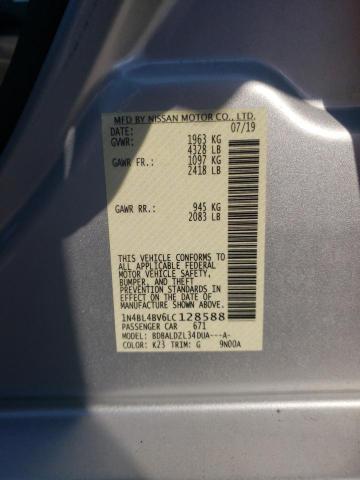 MFD BY NISSAN MOTOR CO., LTD.
DATE: 07/19
GVWR: 1963 KG
4328 LB
GAWR FR.: 1097 KG
2418 LB
GAWR RR.: 945 KG
2083 LB
THIS VEHICLE CONFORMS TO
ALL APPLICABLE FEDERAL
MOTOR VEHICLE SAFETY,
BUMPER, AND THEFT
PREVENTION STANDARDS
IN EFFECT ON THE DATE
OF MANUFACTURE SHOWN
ABOVE.
1N4BL4BV6LC128588
PASSENGER CAR 671
MODEL: BDBALDZL34DUA---A-
COLOR: K23 TRIM: G 9N00A